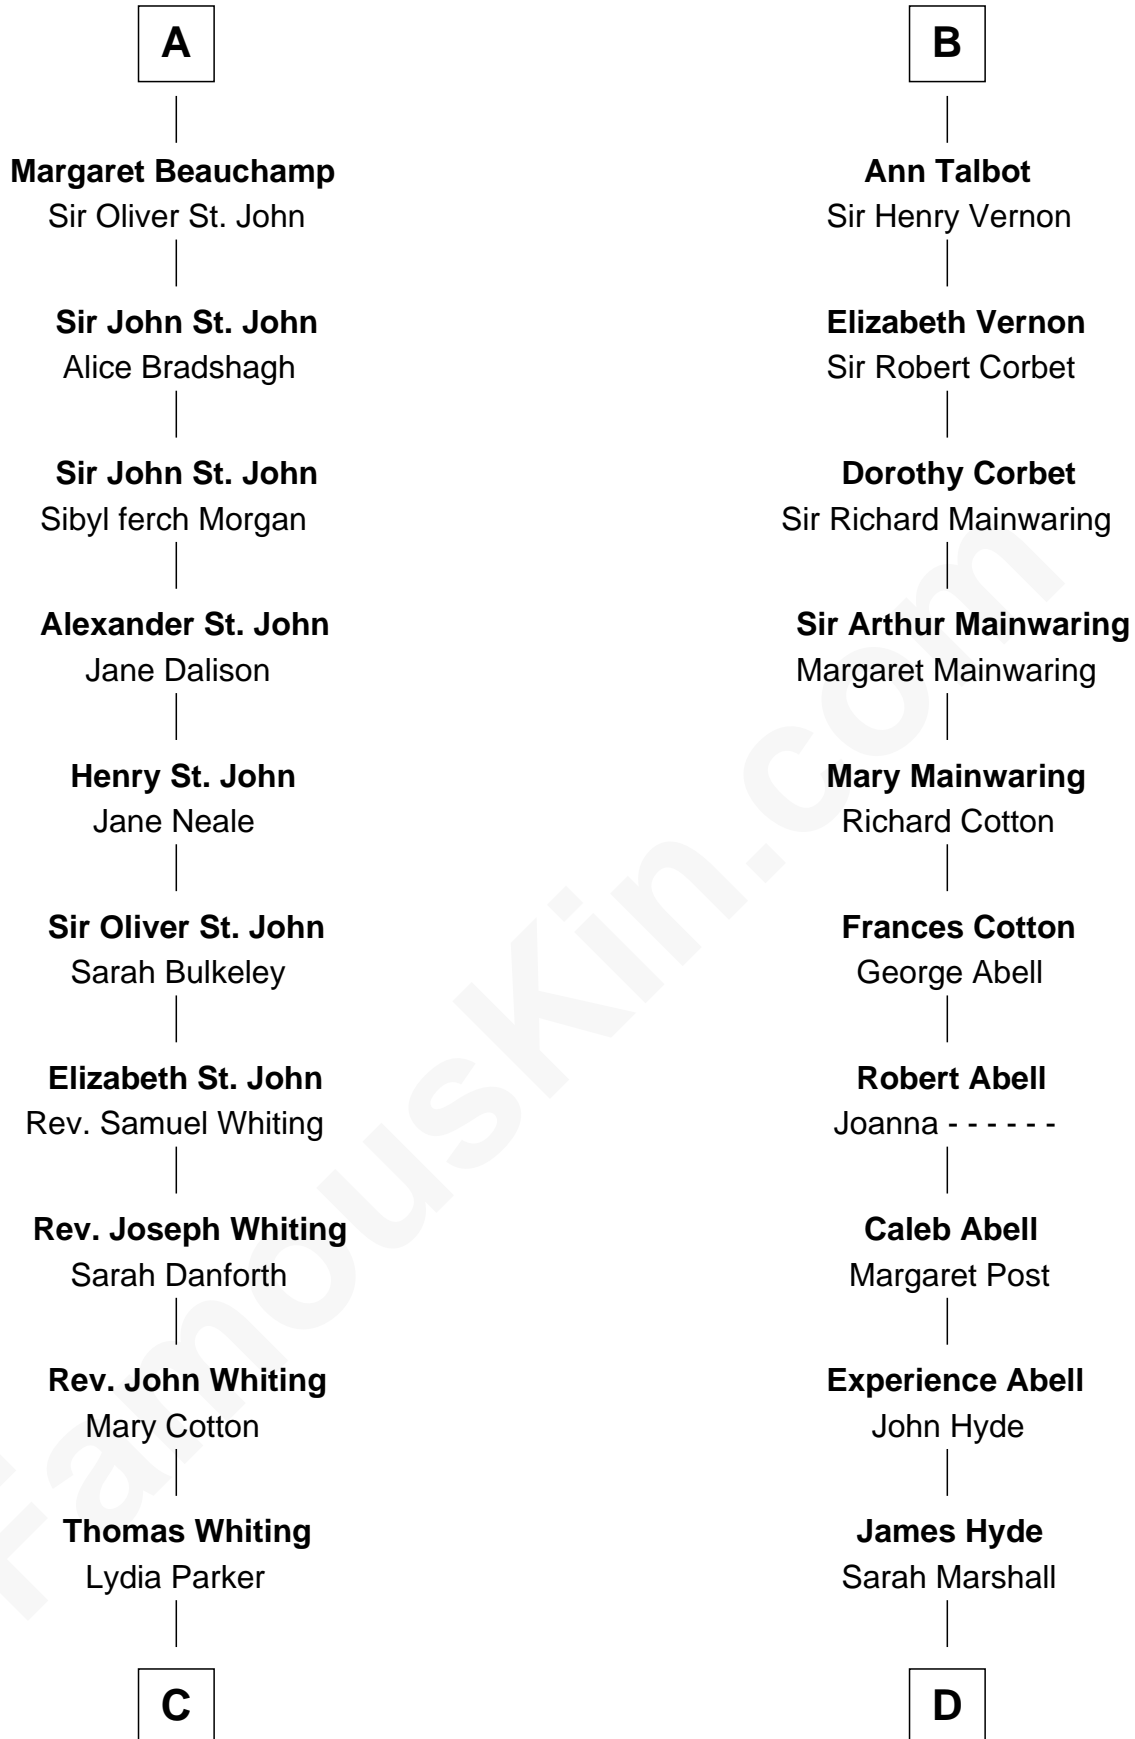 A
Margaret Beauchamp
Sir Oliver St. John
Sir John St. John
Alice Bradshagh
Sir John St. John
Sibyl ferch Morgan
Alexander St. John
Jane Dalison
Henry St. John
Jane Neale
Sir Oliver St. John
Sarah Bulkeley
Elizabeth St. John
Rev. Samuel Whiting
Rev. Joseph Whiting
Sarah Danforth
Rev. John Whiting
Mary Cotton
Thomas Whiting
Lydia Parker
C
B
Ann Talbot
Sir Henry Vernon
Elizabeth Vernon
Sir Robert Corbet
Dorothy Corbet
Sir Richard Mainwaring
Sir Arthur Mainwaring
Margaret Mainwaring
Mary Mainwaring
Richard Cotton
Frances Cotton
George Abell
Robert Abell
Joanna - - - - - -
Caleb Abell
Margaret Post
Experience Abell
John Hyde
James Hyde
Sarah Marshall
D
FamousKin.com